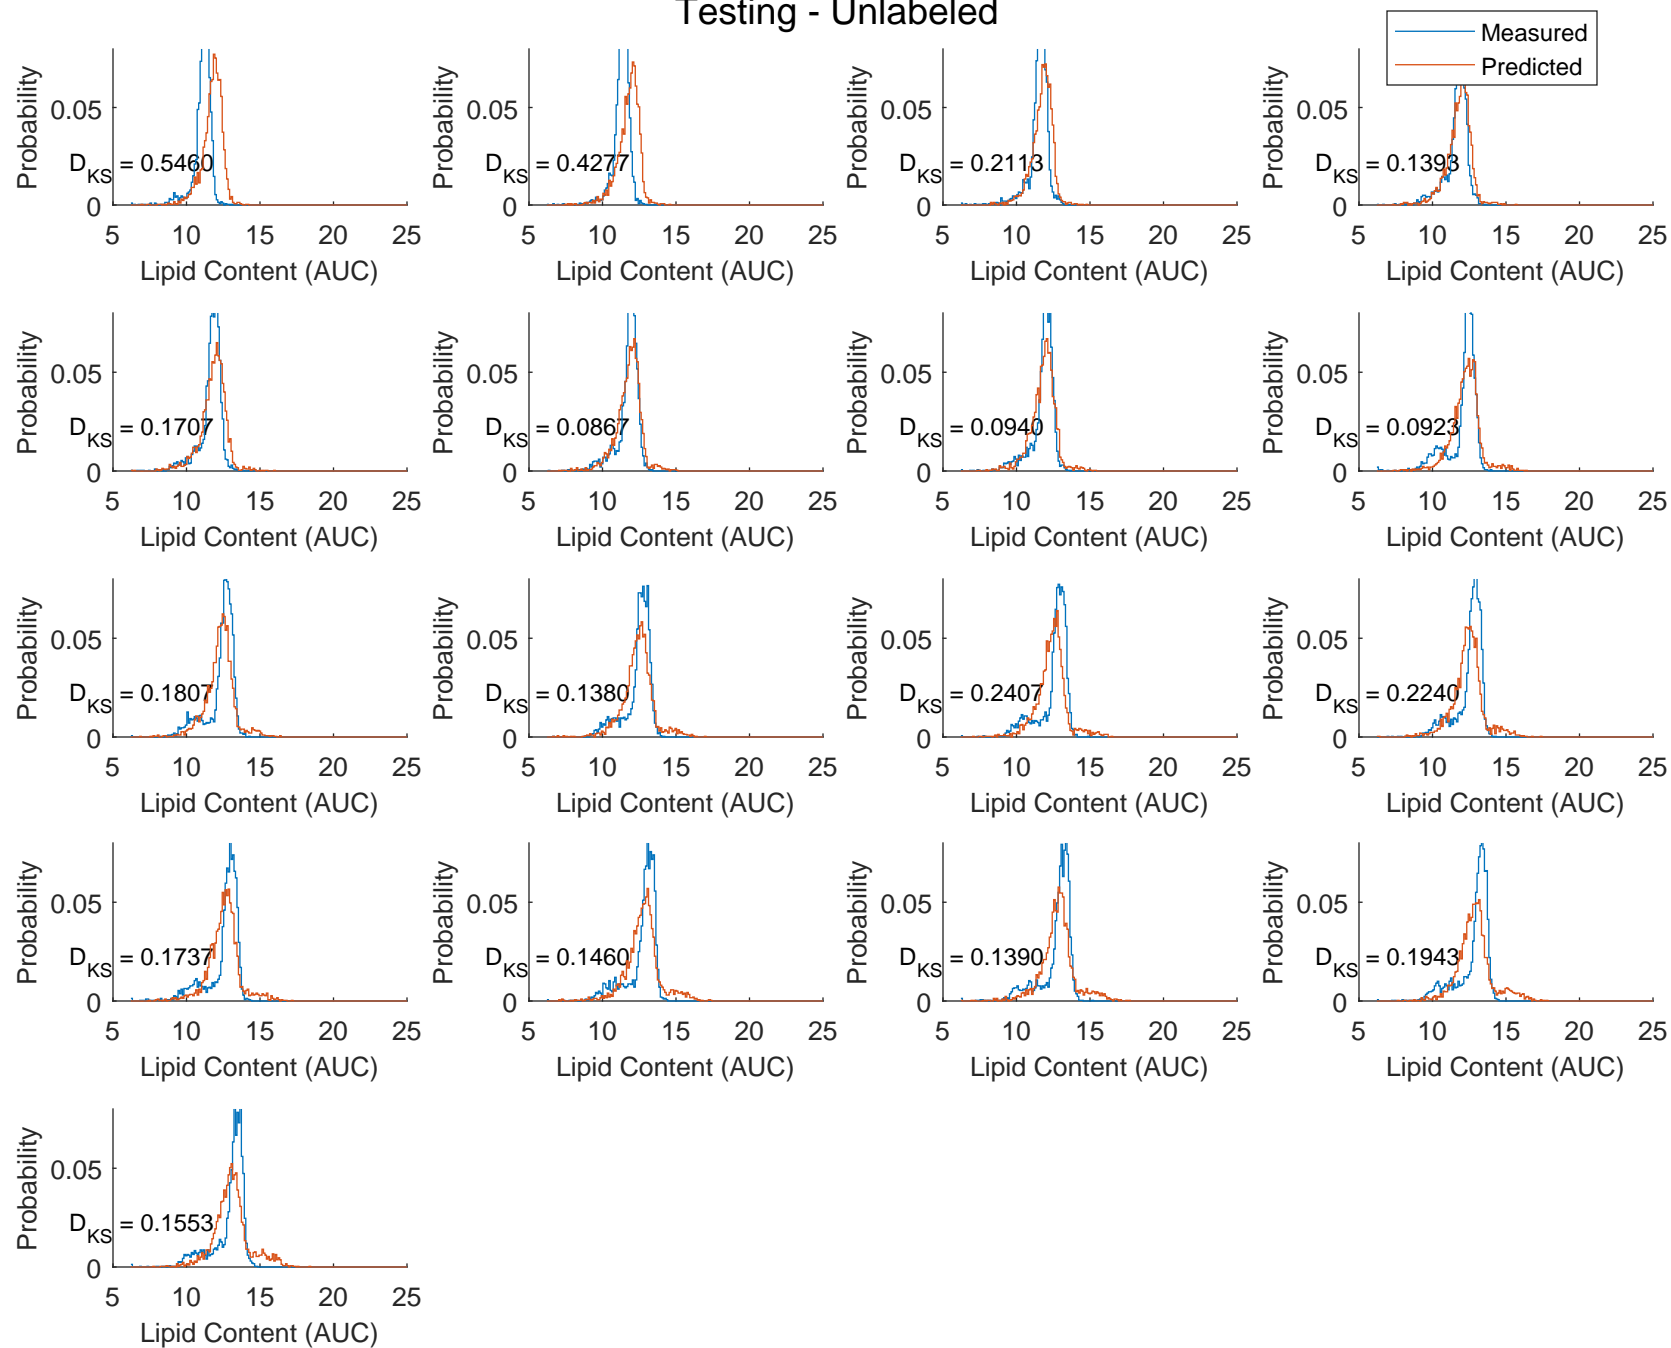 Testing - Unlabeled
Measured
Predicted
Probability
0.05
0
D_KS = 0.5460
5 10 15 20 25
Lipid Content (AUC)
Probability
0.05
0
D_KS = 0.4277
5 10 15 20 25
Lipid Content (AUC)
Probability
0.05
0
D_KS = 0.2113
5 10 15 20 25
Lipid Content (AUC)
Probability
0.05
0
D_KS = 0.1393
5 10 15 20 25
Lipid Content (AUC)
Probability
0.05
0
D_KS = 0.1707
5 10 15 20 25
Lipid Content (AUC)
Probability
0.05
0
D_KS = 0.0867
5 10 15 20 25
Lipid Content (AUC)
Probability
0.05
0
D_KS = 0.0940
5 10 15 20 25
Lipid Content (AUC)
Probability
0.05
0
D_KS = 0.0923
5 10 15 20 25
Lipid Content (AUC)
Probability
0.05
0
D_KS = 0.1807
5 10 15 20 25
Lipid Content (AUC)
Probability
0.05
0
D_KS = 0.1380
5 10 15 20 25
Lipid Content (AUC)
Probability
0.05
0
D_KS = 0.2407
5 10 15 20 25
Lipid Content (AUC)
Probability
0.05
0
D_KS = 0.2240
5 10 15 20 25
Lipid Content (AUC)
Probability
0.05
0
D_KS = 0.1737
5 10 15 20 25
Lipid Content (AUC)
Probability
0.05
0
D_KS = 0.1460
5 10 15 20 25
Lipid Content (AUC)
Probability
0.05
0
D_KS = 0.1390
5 10 15 20 25
Lipid Content (AUC)
Probability
0.05
0
D_KS = 0.1943
5 10 15 20 25
Lipid Content (AUC)
Probability
0.05
0
D_KS = 0.1553
5 10 15 20 25
Lipid Content (AUC)